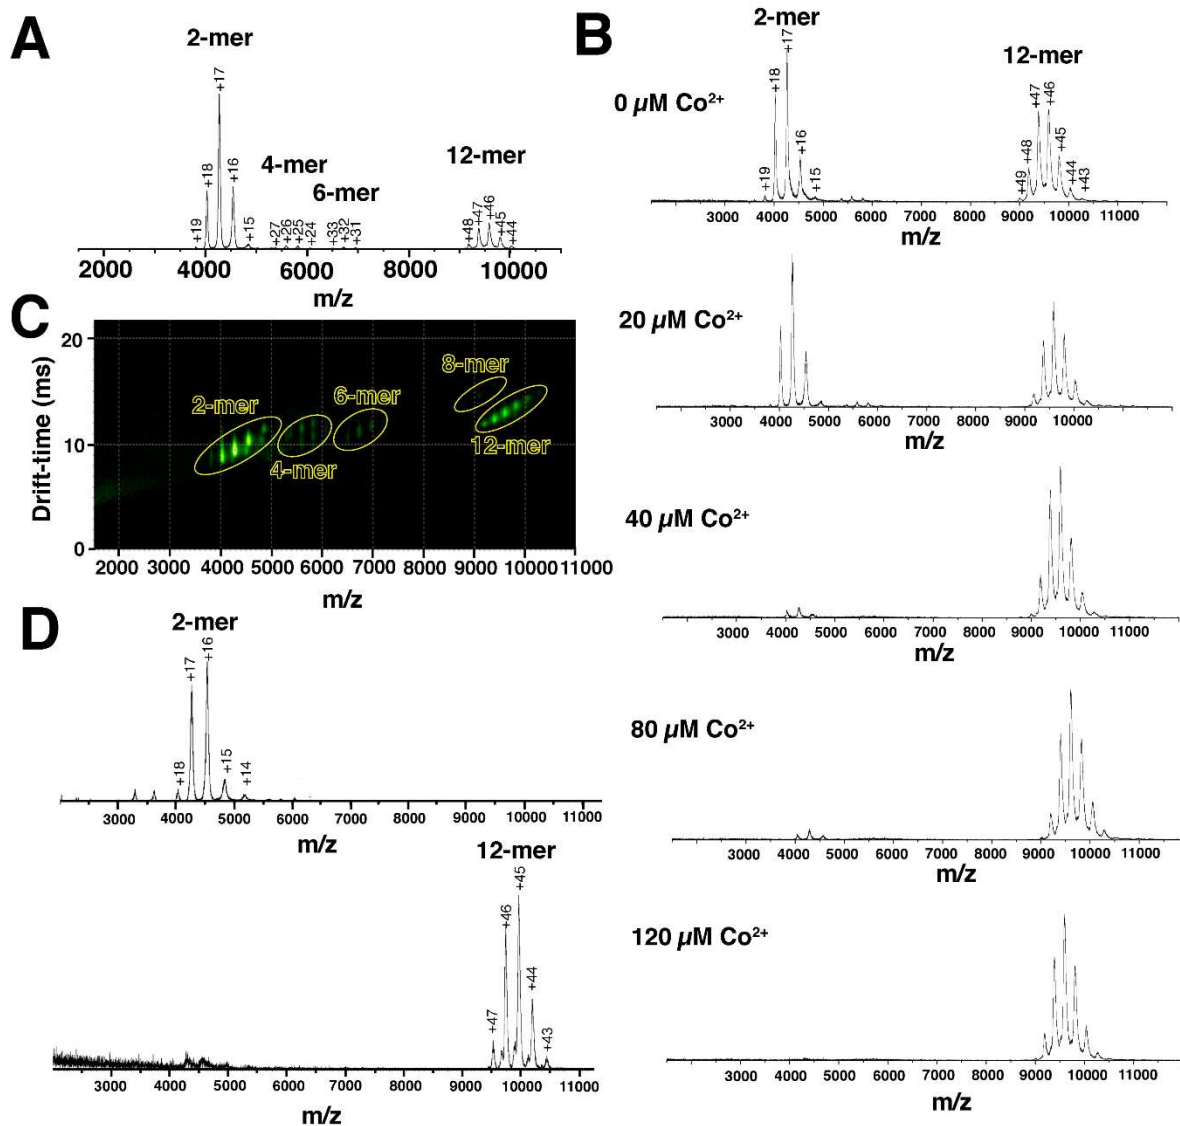 A
2-mer
+19
+18
+17
+16
+15
4-mer
+27
+26
+25
+24
6-mer
+33
+32
+31
12-mer
+48
+47
+46
+45
+44
2000 4000 6000 8000 10000
m/z
B
2-mer
12-mer
0 µM Co²⁺
+19
+18
+17
+16
+15
+49
+48
+47
+46
+45
+44
+43
3000 4000 5000 6000 7000 8000 9000 10000 11000
m/z
20 µM Co²⁺
3000 4000 5000 6000 7000 8000 9000 10000 11000
m/z
40 µM Co²⁺
3000 4000 5000 6000 7000 8000 9000 10000 11000
m/z
80 µM Co²⁺
3000 4000 5000 6000 7000 8000 9000 10000 11000
m/z
120 µM Co²⁺
3000 4000 5000 6000 7000 8000 9000 10000 11000
m/z
C
Drift-time (ms)
20
10
0
2-mer
4-mer
6-mer
8-mer
12-mer
2000 3000 4000 5000 6000 7000 8000 9000 10000 11000
m/z
D
2-mer
+18
+17
+16
+15
+14
3000 4000 5000 6000 7000 8000 9000 10000 11000
m/z
12-mer
+47
+46
+45
+44
+43
3000 4000 5000 6000 7000 8000 9000 10000 11000
m/z